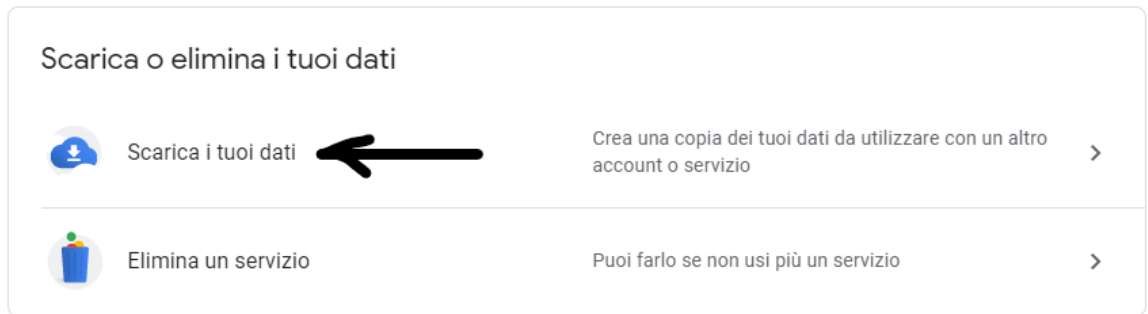 Scarica o elimina i tuoi dati
Scarica i tuoi dati
Crea una copia dei tuoi dati da utilizzare con un altro
account o servizio
Elimina un servizio
Puoi farlo se non usi più un servizio